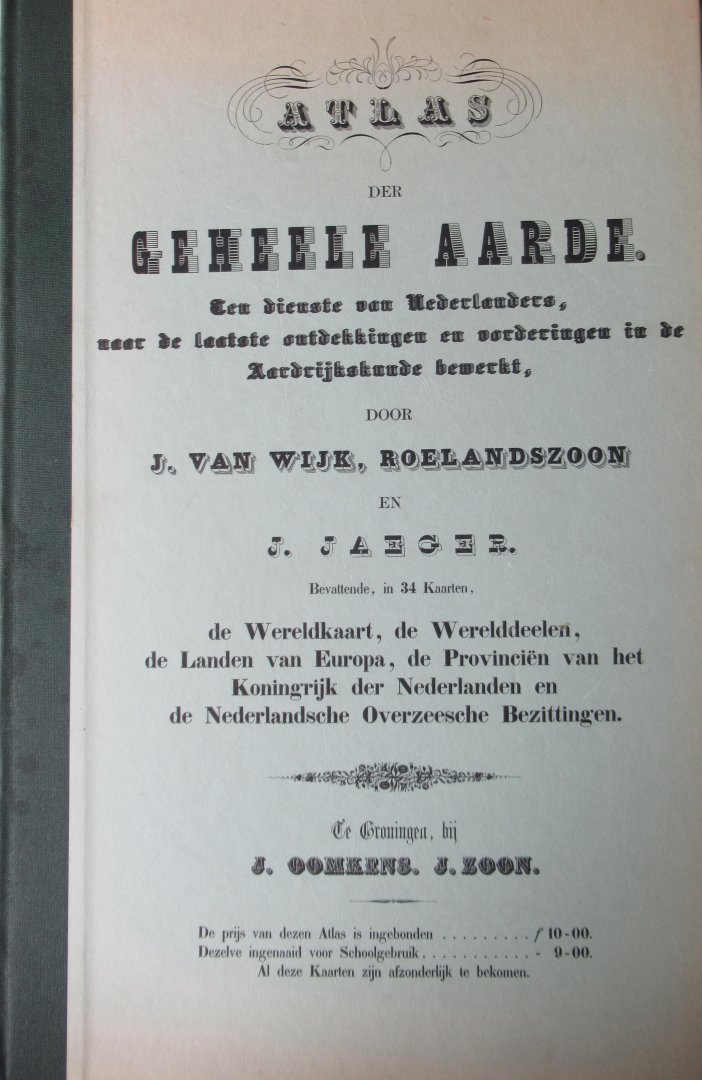 ATLAS
DER
GEHEELE AARDE.
Ten dienste van Nederlanders,
naar de laatste ontdekkingen en vorderingen in de
Aardrijkskunde bewerkt,
DOOR
J. VAN WIJK, ROELANDSZOON
EN
J. JAEGER.
Bevattende, in 34 Kaarten,
de Wereldkaart, de Werelddeelen,
de Landen van Europa, de Provinciën van het
Koningrijk der Nederlanden en
de Nederlandsche Overzeesche Bezittingen.
Te Groningen, bij
J. OOMKENS. J. ZOON.
De prijs van dezen Atlas is ingebonden . . . . . . . . . f 10-00.
Dezelve ingenaaid voor Schoolgebruik . . . . . . . . . . . - 9-00.
Al deze Kaarten zijn afzonderlijk te bekomen.